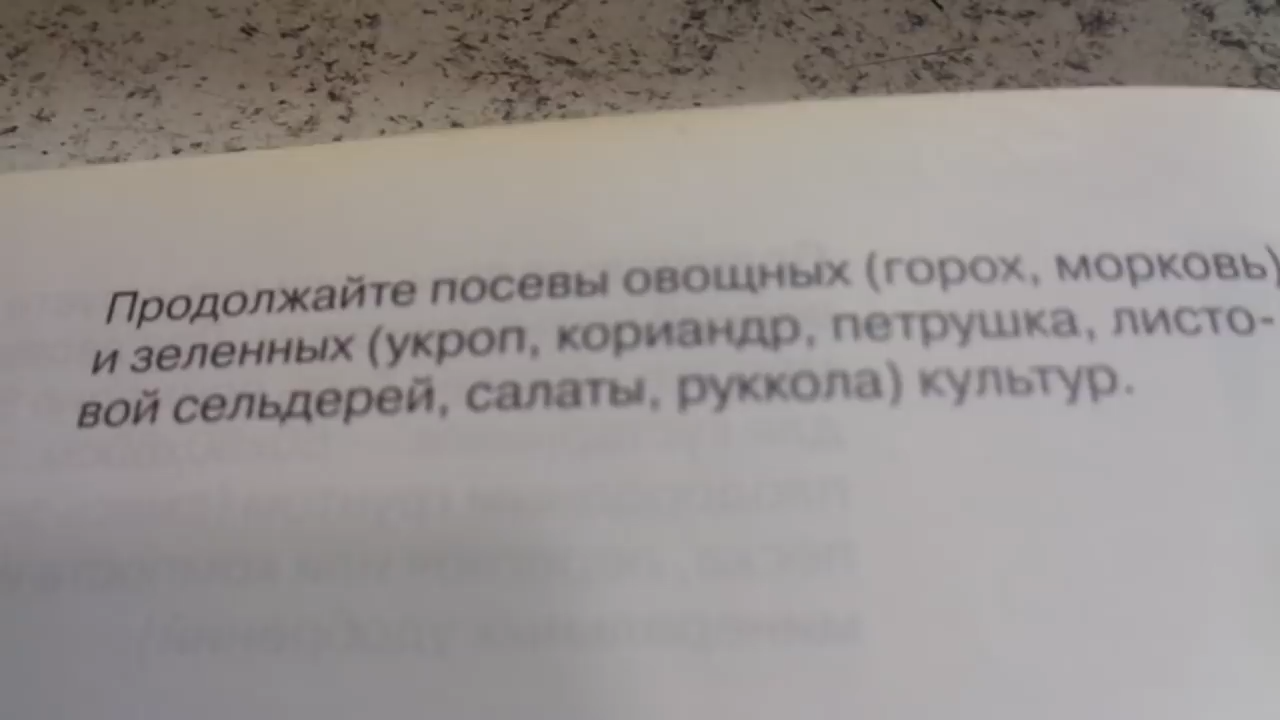 Продолжайте посевы овощных (горох, морковь)
и зеленных (укроп, кориандр, петрушка, листо-
вой сельдерей, салаты, руккола) культур.